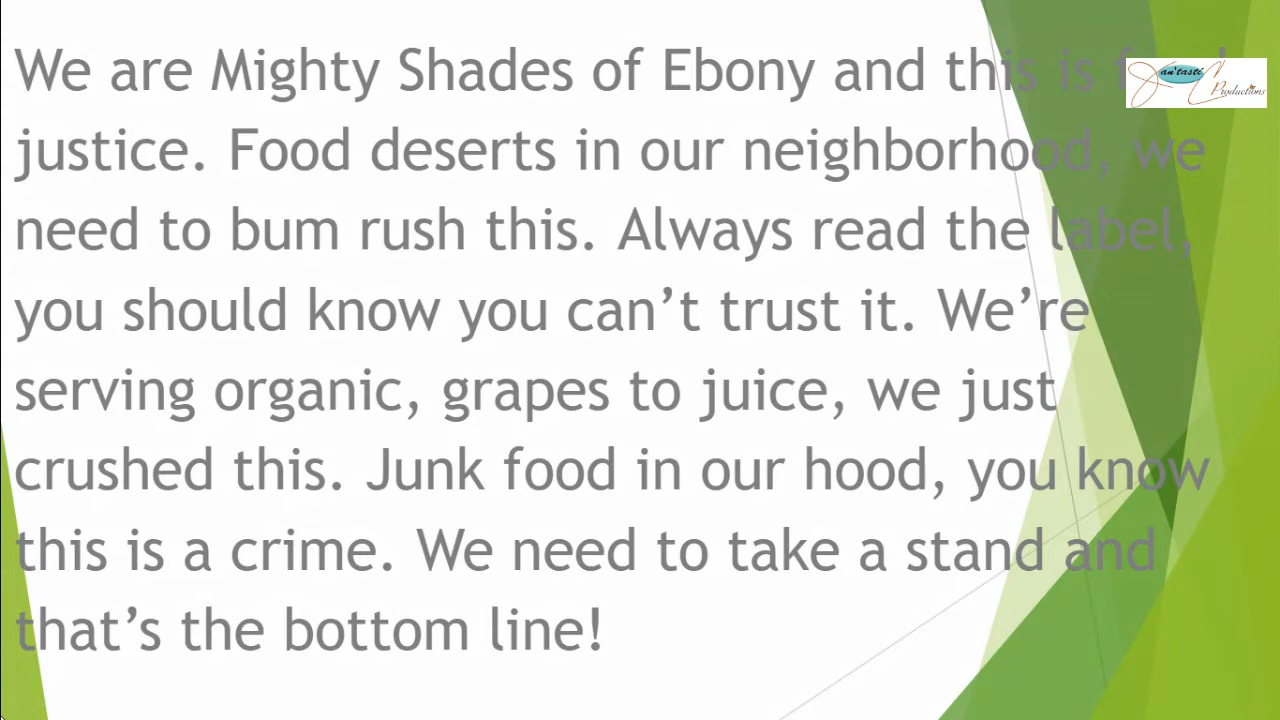 We are Mighty Shades of Ebony and this is
justice. Food deserts in our neighborhood, we
need to bum rush this. Always read the label,
you should know you can’t trust it. We’re
serving organic, grapes to juice, we just
crushed this. Junk food in our hood, you know
this is a crime. We need to take a stand and
that’s the bottom line!
an'tasti
Productions